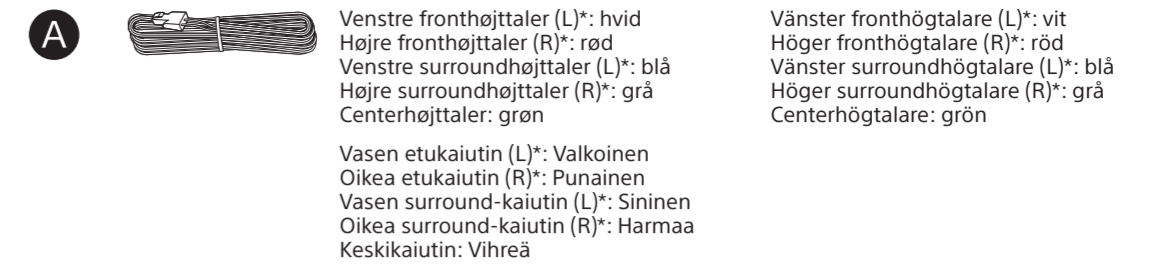 A
Venstre fronthøjttaler (L)*: hvid
Højre fronthøjttaler (R)*: rød
Venstre surroundhøjttaler (L)*: blå
Højre surroundhøjttaler (R)*: grå
Centerhøjttaler: grøn
Vasen etukaiutin (L)*: Valkoinen
Oikea etukaiutin (R)*: Punainen
Vasen surround-kaiutin (L)*: Sininen
Oikea surround-kaiutin (R)*: Harmaa
Keskikaiutin: Vihreä
Vänster fronthögtalare (L)*: vit
Höger fronthögtalare (R)*: röd
Vänster surroundhögtalare (L)*: blå
Höger surroundhögtalare (R)*: grå
Centerhögtalare: grön